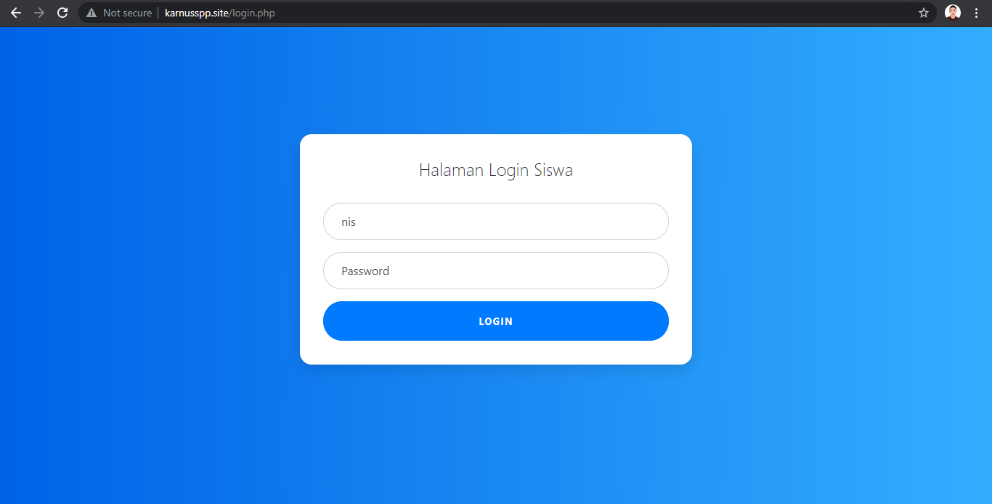 Not secure | karnusspp.site/login.php
Halaman Login Siswa
nis
Password
LOGIN